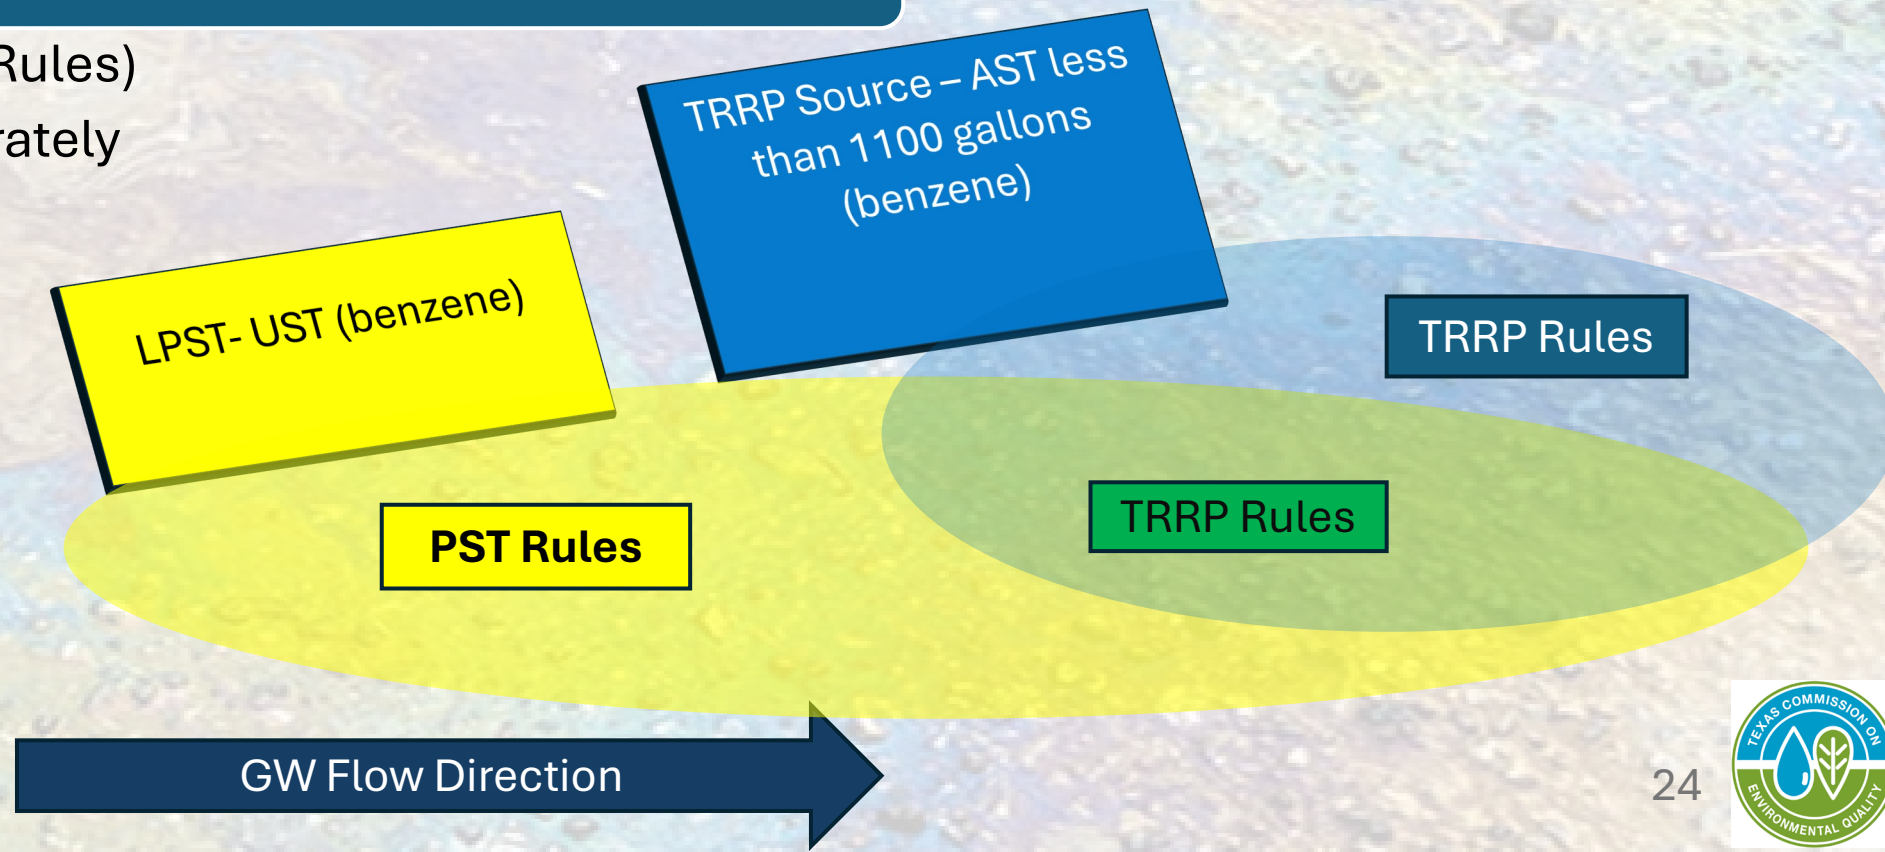 Rules)
rately
TRRP Source – AST less
than 1100 gallons
(benzene)
LPST- UST (benzene)
TRRP Rules
TRRP Rules
PST Rules
GW Flow Direction
24
TEXAS COMMISSION ON
ENVIRONMENTAL QUALITY